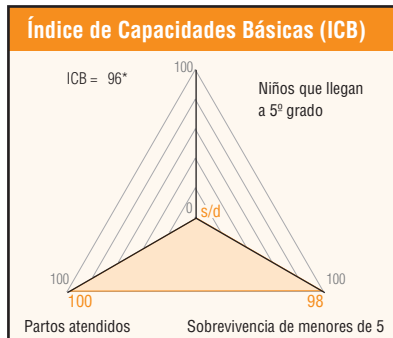 Índice de Capacidades Básicas (ICB)
ICB = 96*
100
Niños que llegan
a 5º grado
0
s/d
100
100
100
98
Partos atendidos
Sobrevivencia de menores de 5